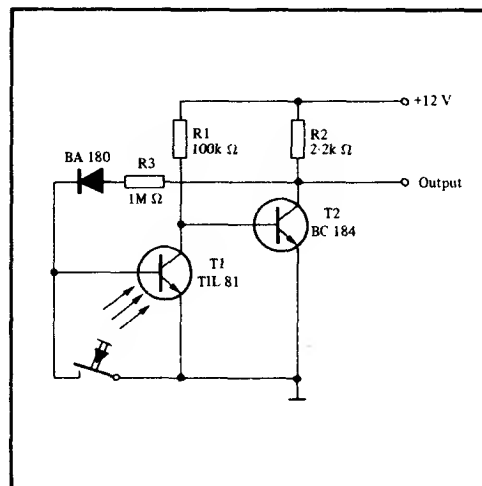 +12 V
R1
100k Ω
R2
2·2k Ω
BA 180
R3
1M Ω
Output
T2
BC 184
T1
TIL 81